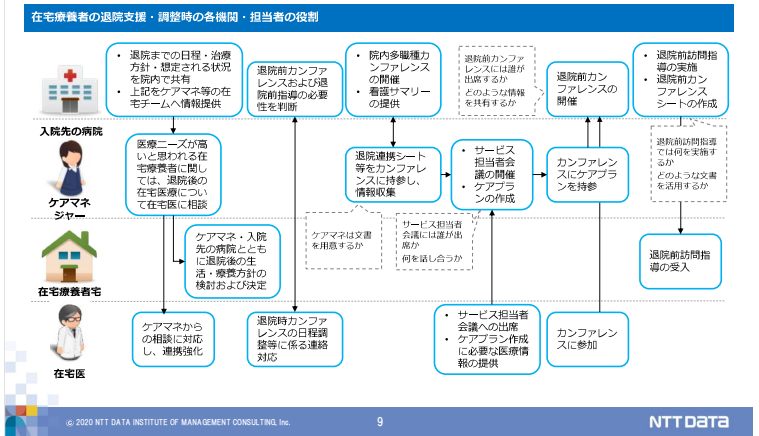 在宅療養者の退院支援・調整時の各機関・担当者の役割
• 退院までの日程・治療
方針・想定される状況
を院内で共有
• 上記をケアマネ等の在
宅チームへ情報提供
退院前カンファ
レンスおよび退
院前指導の必要
性を判断
• 院内多職種カ
ンファレンス
の開催
• 看護サマリー
の提供
退院前カンファ
レンスには誰が
出席するか
どのような情報
を共有するか
退院前カン
ファレンスの
開催
• 退院前訪問指
導の実施
• 退院前カン
ファレンス
シートの作成
入院先の病院
医療ニーズが高
いと思われる在
宅療養者に関し
ては、退院後の
在宅医療につい
て在宅医に相談
退院連携シート
等をカンファレ
ンスに持参し、
情報収集
• サービス
担当者会
議の開催
• ケアプラ
ンの作成
カンファレン
スにケアプラ
ンを持参
退院前訪問指導
では何を実施す
るか
どのような文書
を活用するか
ケアマネ
ジャー
ケアマネは文書
を用意するか
サービス担当者
会議には誰が出
席か
何を話し合うか
ケアマネ・入院
先の病院とと
もに退院後の生
活・療養方針の
検討および決定
退院前訪問指
導の受入
在宅療養者宅
ケアマネから
の相談に対応
し、連携強化
退院時カンファ
レンスの日程調
整等に係る連絡
対応
• サービス担当者
会議への出席
• ケアプラン作成
に必要な医療情
報の提供
カンファレン
スに参加
在宅医
© 2020 NTT DATA INSTITUTE OF MANAGEMENT CONSULTING, Inc.
9
NTT DATA